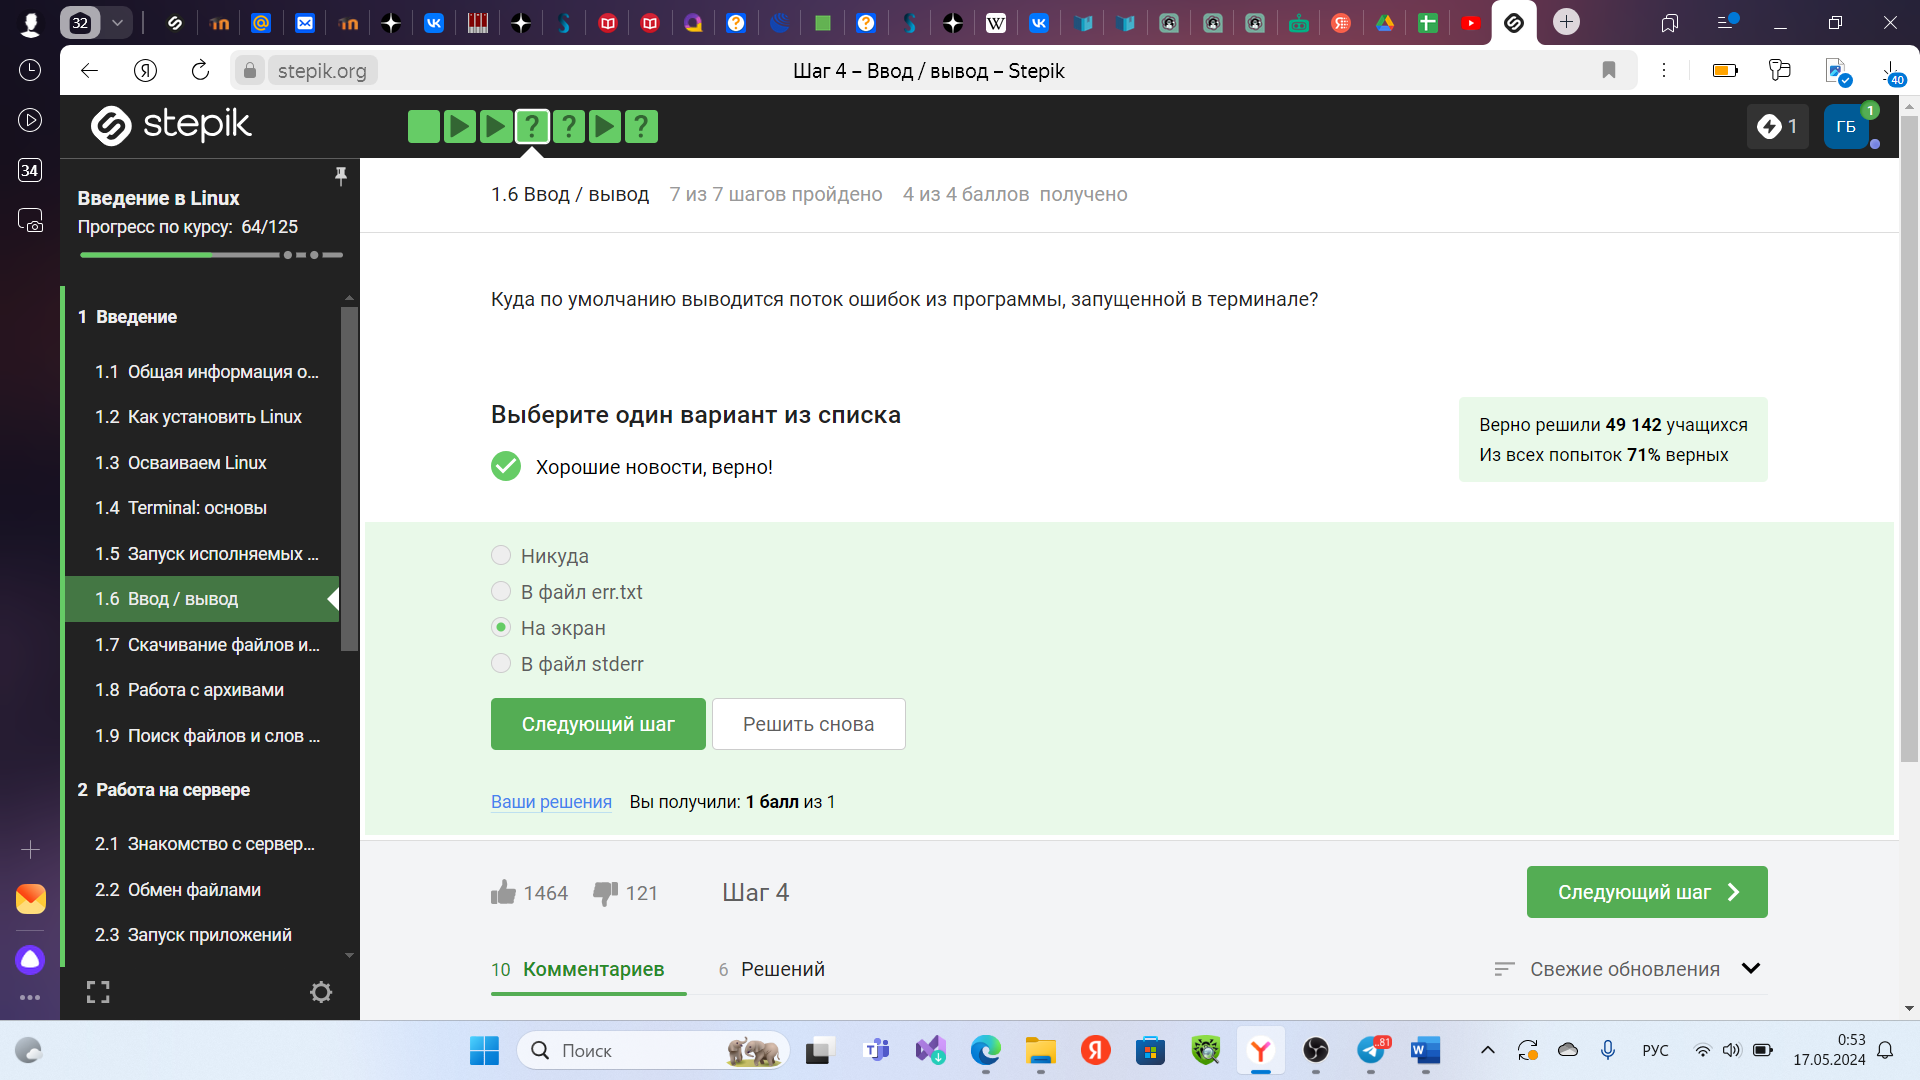 32
stepik.org
Шаг 4 – Ввод / вывод – Stepik
40
34
stepik
? ? ?
1
ГБ
1
Введение в Linux
Прогресс по курсу: 64/125
1 Введение
1.1 Общая информация о...
1.2 Как установить Linux
1.3 Осваиваем Linux
1.4 Terminal: основы
1.5 Запуск исполняемых ...
1.6 Ввод / вывод
1.7 Скачивание файлов и...
1.8 Работа с архивами
1.9 Поиск файлов и слов ...
2 Работа на сервере
2.1 Знакомство с сервер...
2.2 Обмен файлами
2.3 Запуск приложений
1.6 Ввод / вывод 7 из 7 шагов пройдено 4 из 4 баллов получено
Куда по умолчанию выводится поток ошибок из программы, запущенной в терминале?
Выберите один вариант из списка
Хорошие новости, верно!
Верно решили 49 142 учащихся
Из всех попыток 71% верных
Никуда
В файл err.txt
На экран
В файл stderr
Следующий шаг
Решить снова
Ваши решения Вы получили: 1 балл из 1
1464 121 Шаг 4
Следующий шаг
10 Комментариев 6 Решений
Свежие обновления
Поиск
81
РУС
0:53
17.05.2024